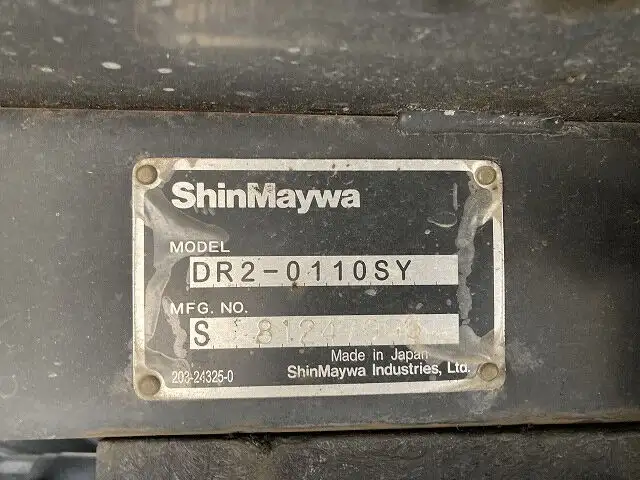 ShinMaywa
MODEL
DR2-0110SY
MFG. NO.
S
Made in Japan
203-24325-0
ShinMaywa Industries, Ltd.